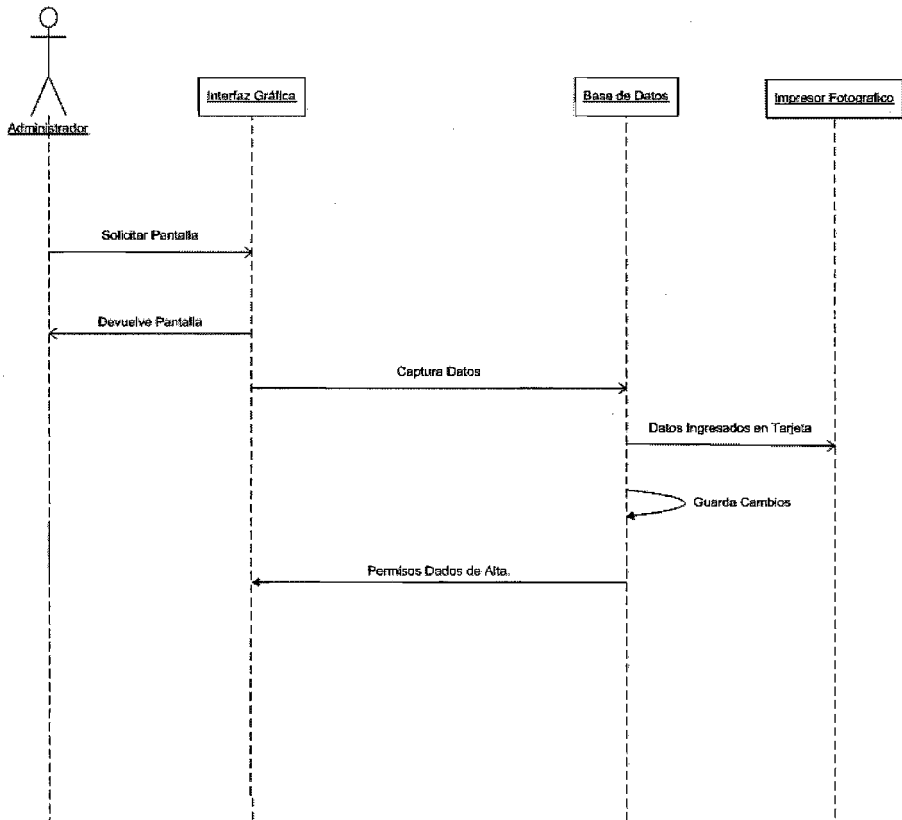 Interfaz Gráfica
Base de Datos
Impresor Fotografico
Administrador
Solicitar Pantalla
Devuelve Pantalla
Captura Datos
Datos Ingresados en Tarjeta
Guarda Cambios
Permisos Dados de Alta.